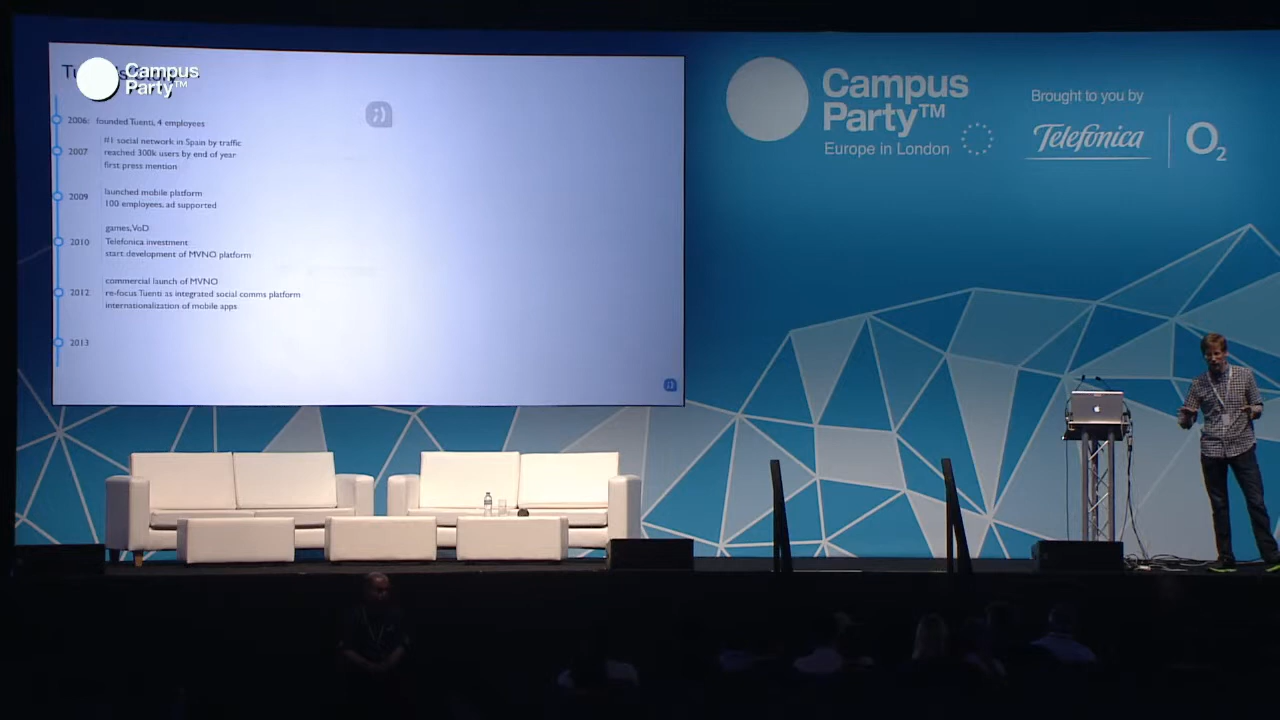 Campus
Party™
2006: founded Tuenti, 4 employees
2007
#1 social network in Spain by traffic
reached 300k users by end of year
first press mention
2009
launched mobile platform
100 employees, ad supported
2010
games, VoD
Telefonica investment
start development of MVNO platform
2012
commercial launch of MVNO
re-focus Tuenti as integrated social comms platform
internationalization of mobile apps
2013
Campus
Party™
Europe in London
Brought to you by
Telefónica
O2